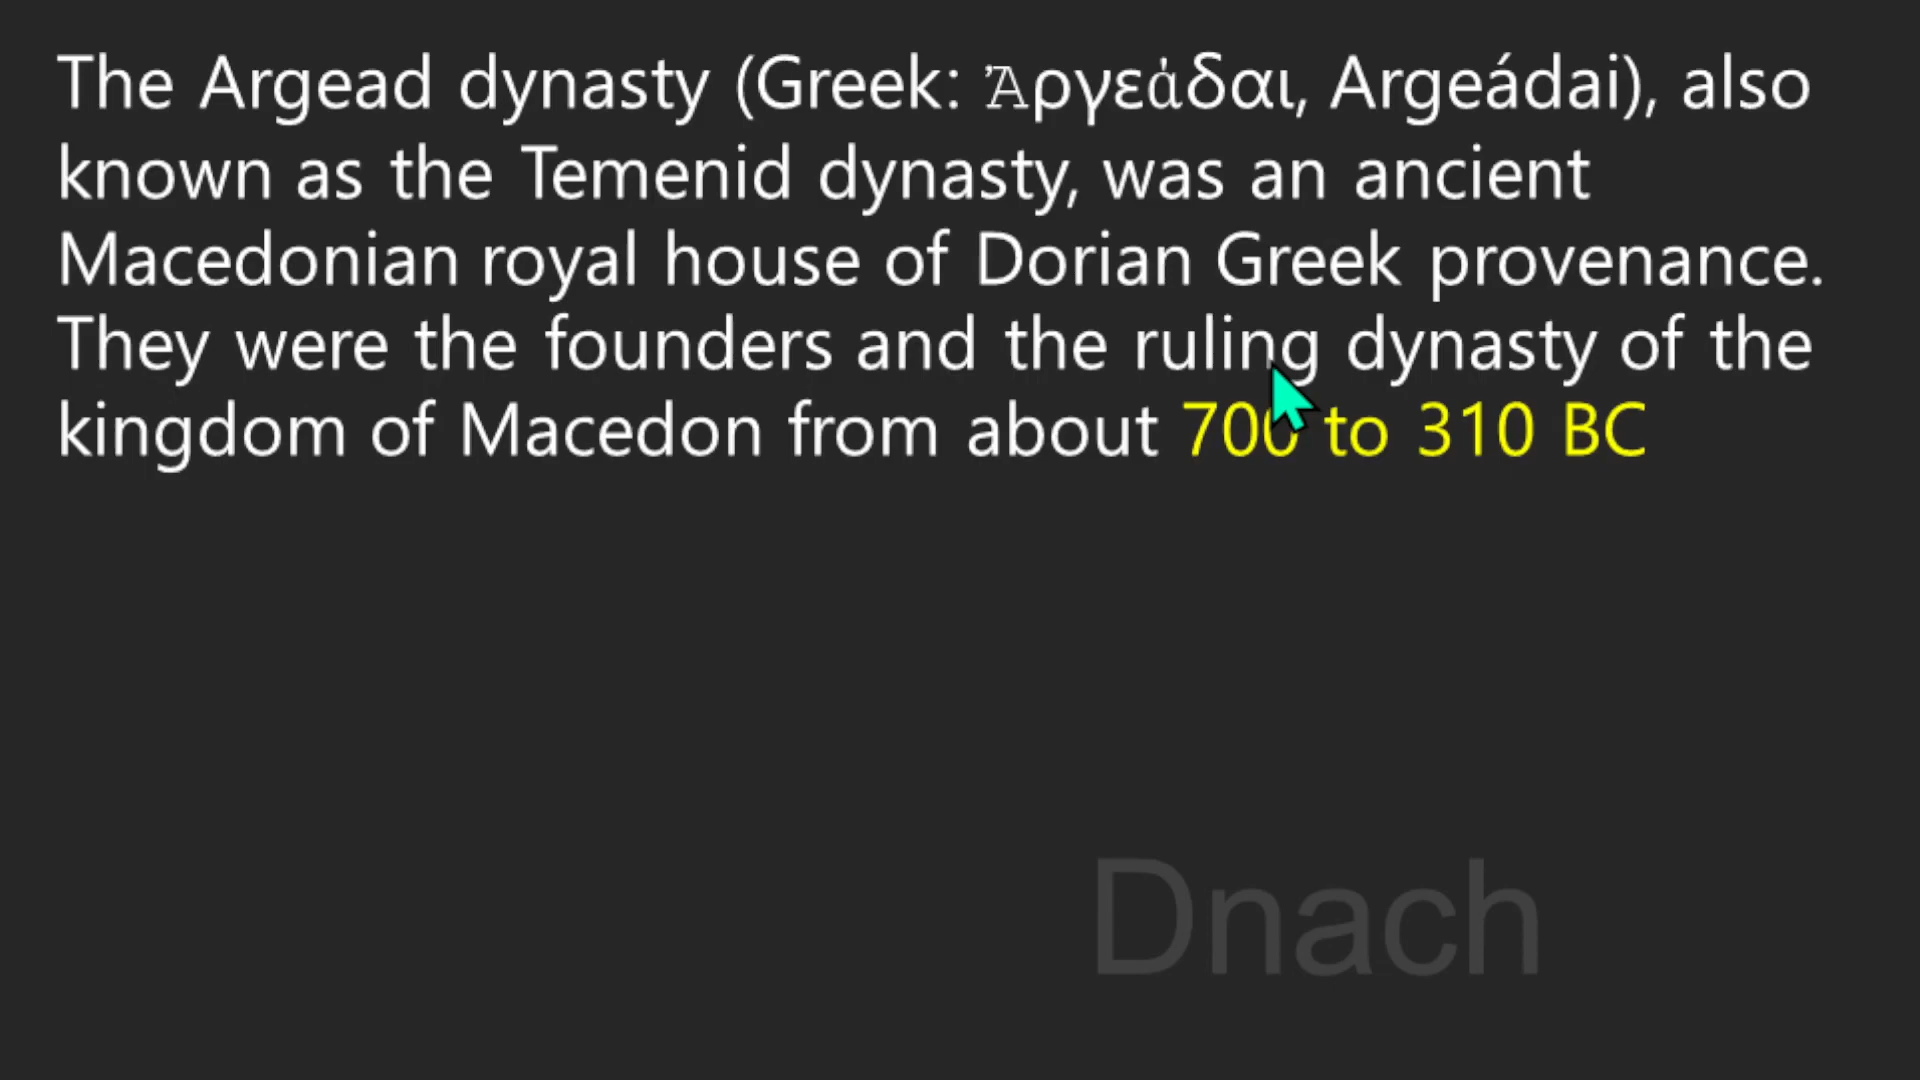 The Argead dynasty (Greek: Ἀργεάδαι, Argeádai), also
known as the Temenid dynasty, was an ancient
Macedonian royal house of Dorian Greek provenance.
They were the founders and the ruling dynasty of the
kingdom of Macedon from about 700 to 310 BC
Dnach